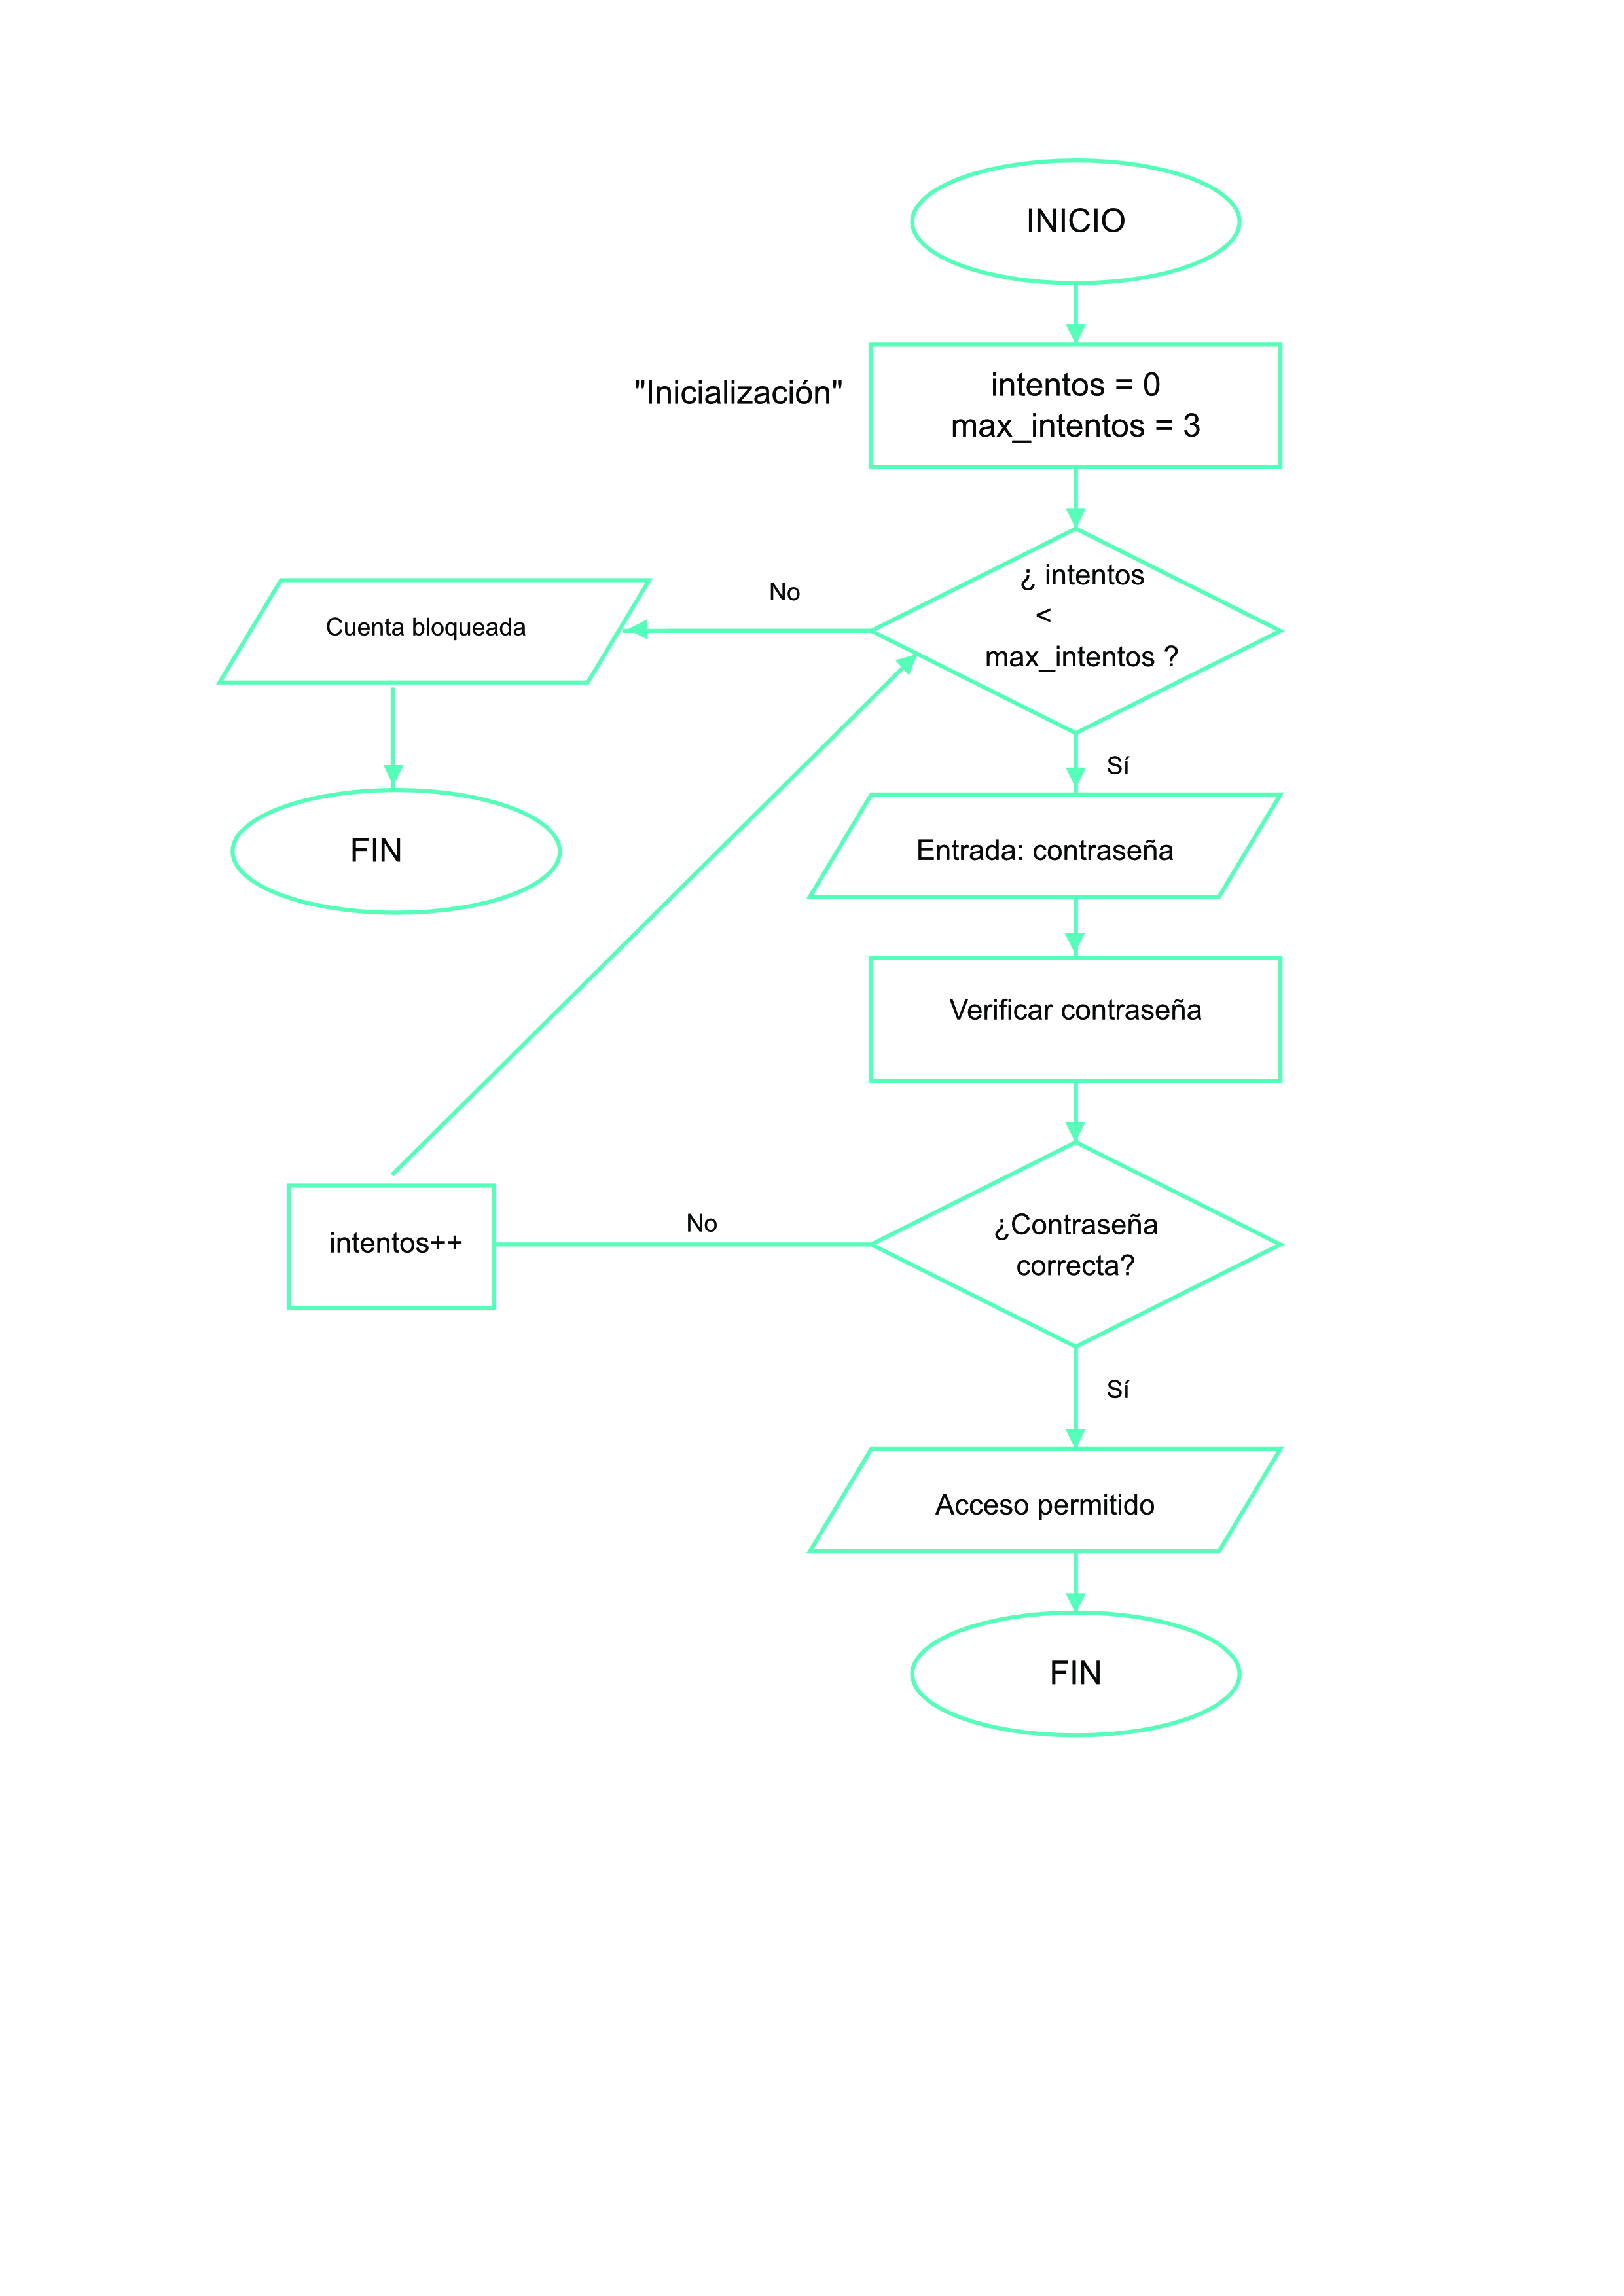 INICIO
"Inicialización"
intentos = 0
max_intentos = 3
¿ intentos
<
max_intentos ?
No
Cuenta bloqueada
FIN
Sí
Entrada: contraseña
Verificar contraseña
¿Contraseña
correcta?
No
intentos++
Sí
Acceso permitido
FIN